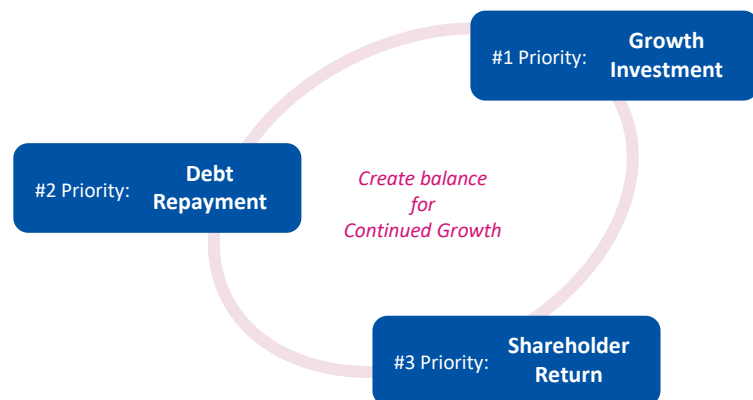 #1 Priority: Growth
Investment
#2 Priority: Debt
Repayment
Create balance
for
Continued Growth
#3 Priority: Shareholder
Return